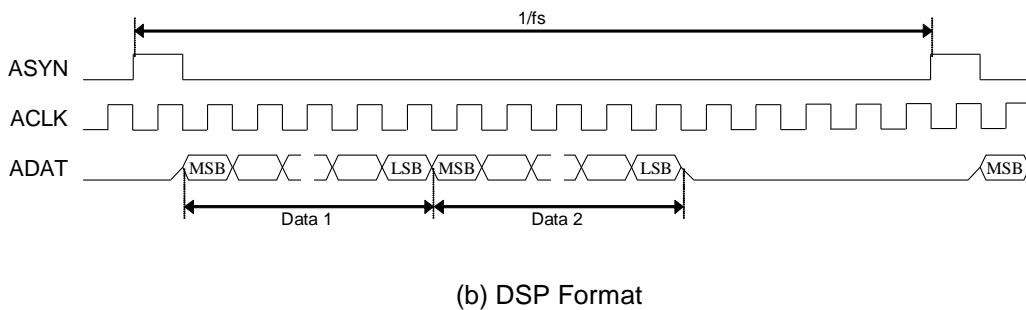 1/fs
ASYN
ACLK
ADAT MSB LSB MSB LSB MSB
Data 1 Data 2
(b) DSP Format